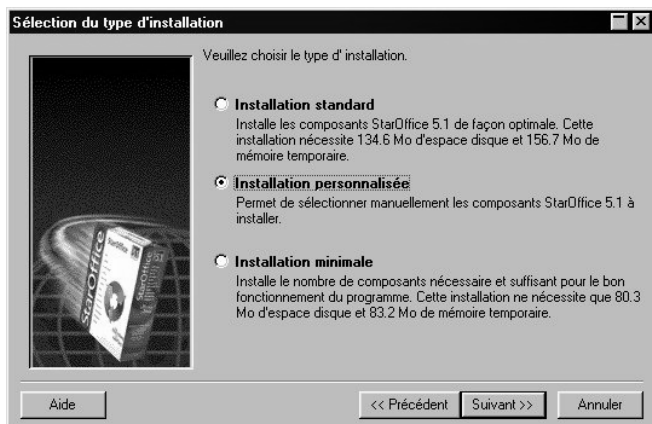 Sélection du type d'installation
Veuillez choisir le type d' installation.
Installation standard
Installe les composants StarOffice 5.1 de façon optimale. Cette
installation nécessite 134.6 Mo d'espace disque et 156.7 Mo de
mémoire temporaire.
Installation personnalisée
Permet de sélectionner manuellement les composants StarOffice 5.1 à
installer.
Installation minimale
Installe le nombre de composants nécessaire et suffisant pour le bon
fonctionnement du programme. Cette installation ne nécessite que 80.3
Mo d'espace disque et 83.2 Mo de mémoire temporaire.
StarOffice
StarOffice
Aide
<< Précédent
Suivant >>
Annuler